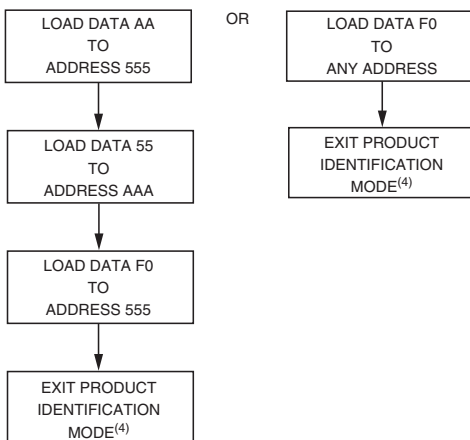 LOAD DATA AA
TO
ADDRESS 555
LOAD DATA 55
TO
ADDRESS AAA
LOAD DATA F0
TO
ADDRESS 555
EXIT PRODUCT
IDENTIFICATION
MODE(4)
OR
LOAD DATA F0
TO
ANY ADDRESS
EXIT PRODUCT
IDENTIFICATION
MODE(4)